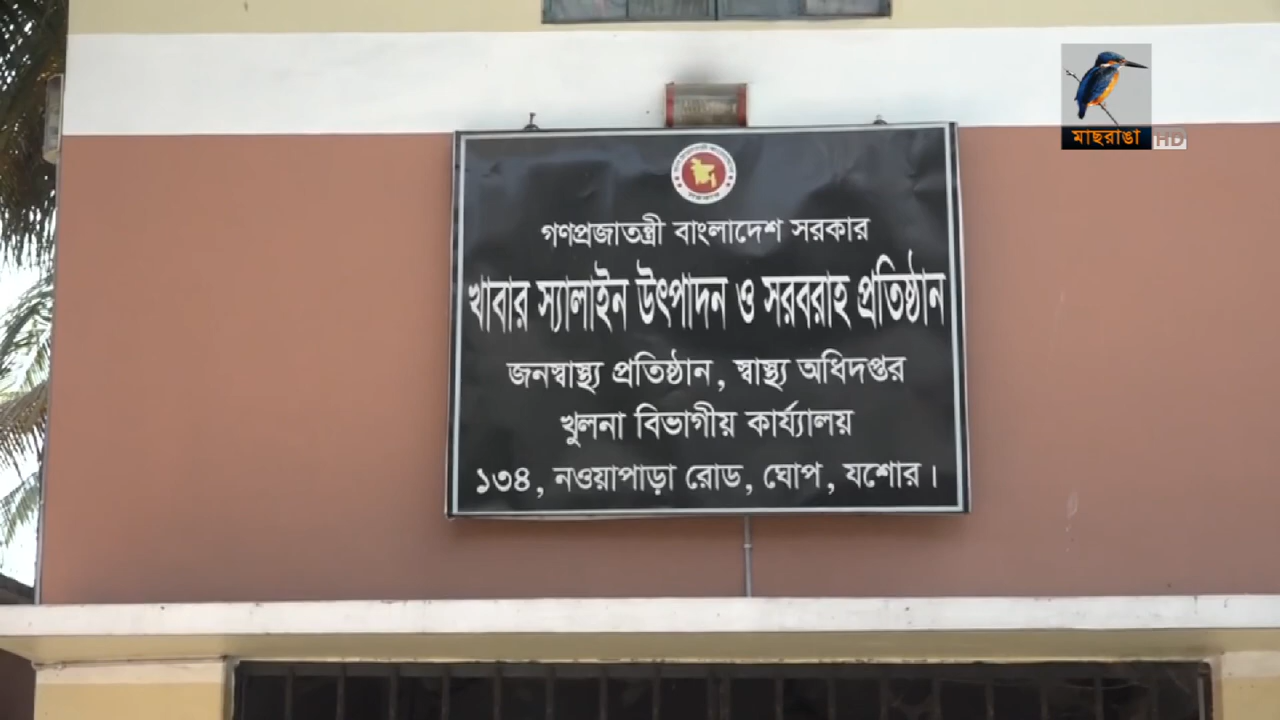 মাছরাঙা HD
গণপ্রজাতন্ত্রী বাংলাদেশ সরকার
খাবার স্যালাইন উৎপাদন ও সরবরাহ প্রতিষ্ঠান
জনস্বাস্থ্য প্রতিষ্ঠান, স্বাস্থ্য অধিদপ্তর
খুলনা বিভাগীয় কার্য্যালয়
১৩৪, নওয়াপাড়া রোড, ঘোপ, যশোর।